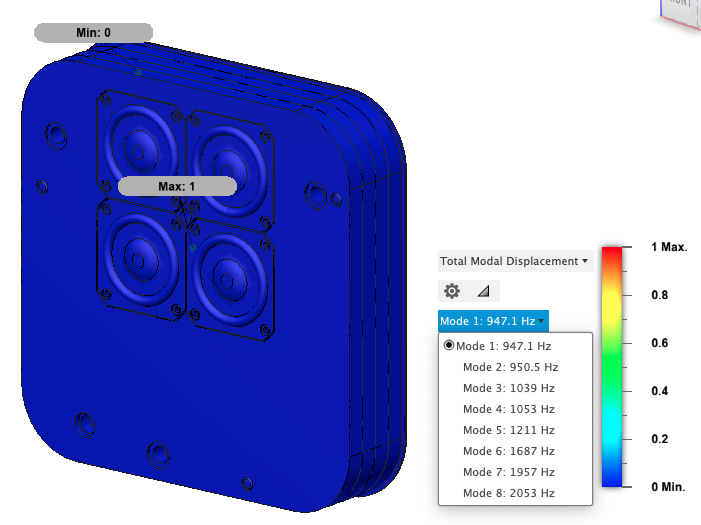 Min: 0
Max: 1
Total Modal Displacement
Mode 1: 947.1 Hz
Mode 1: 947.1 Hz
Mode 2: 950.5 Hz
Mode 3: 1039 Hz
Mode 4: 1053 Hz
Mode 5: 1211 Hz
Mode 6: 1687 Hz
Mode 7: 1957 Hz
Mode 8: 2053 Hz
1 Max.
0.8
0.6
0.4
0.2
0 Min.